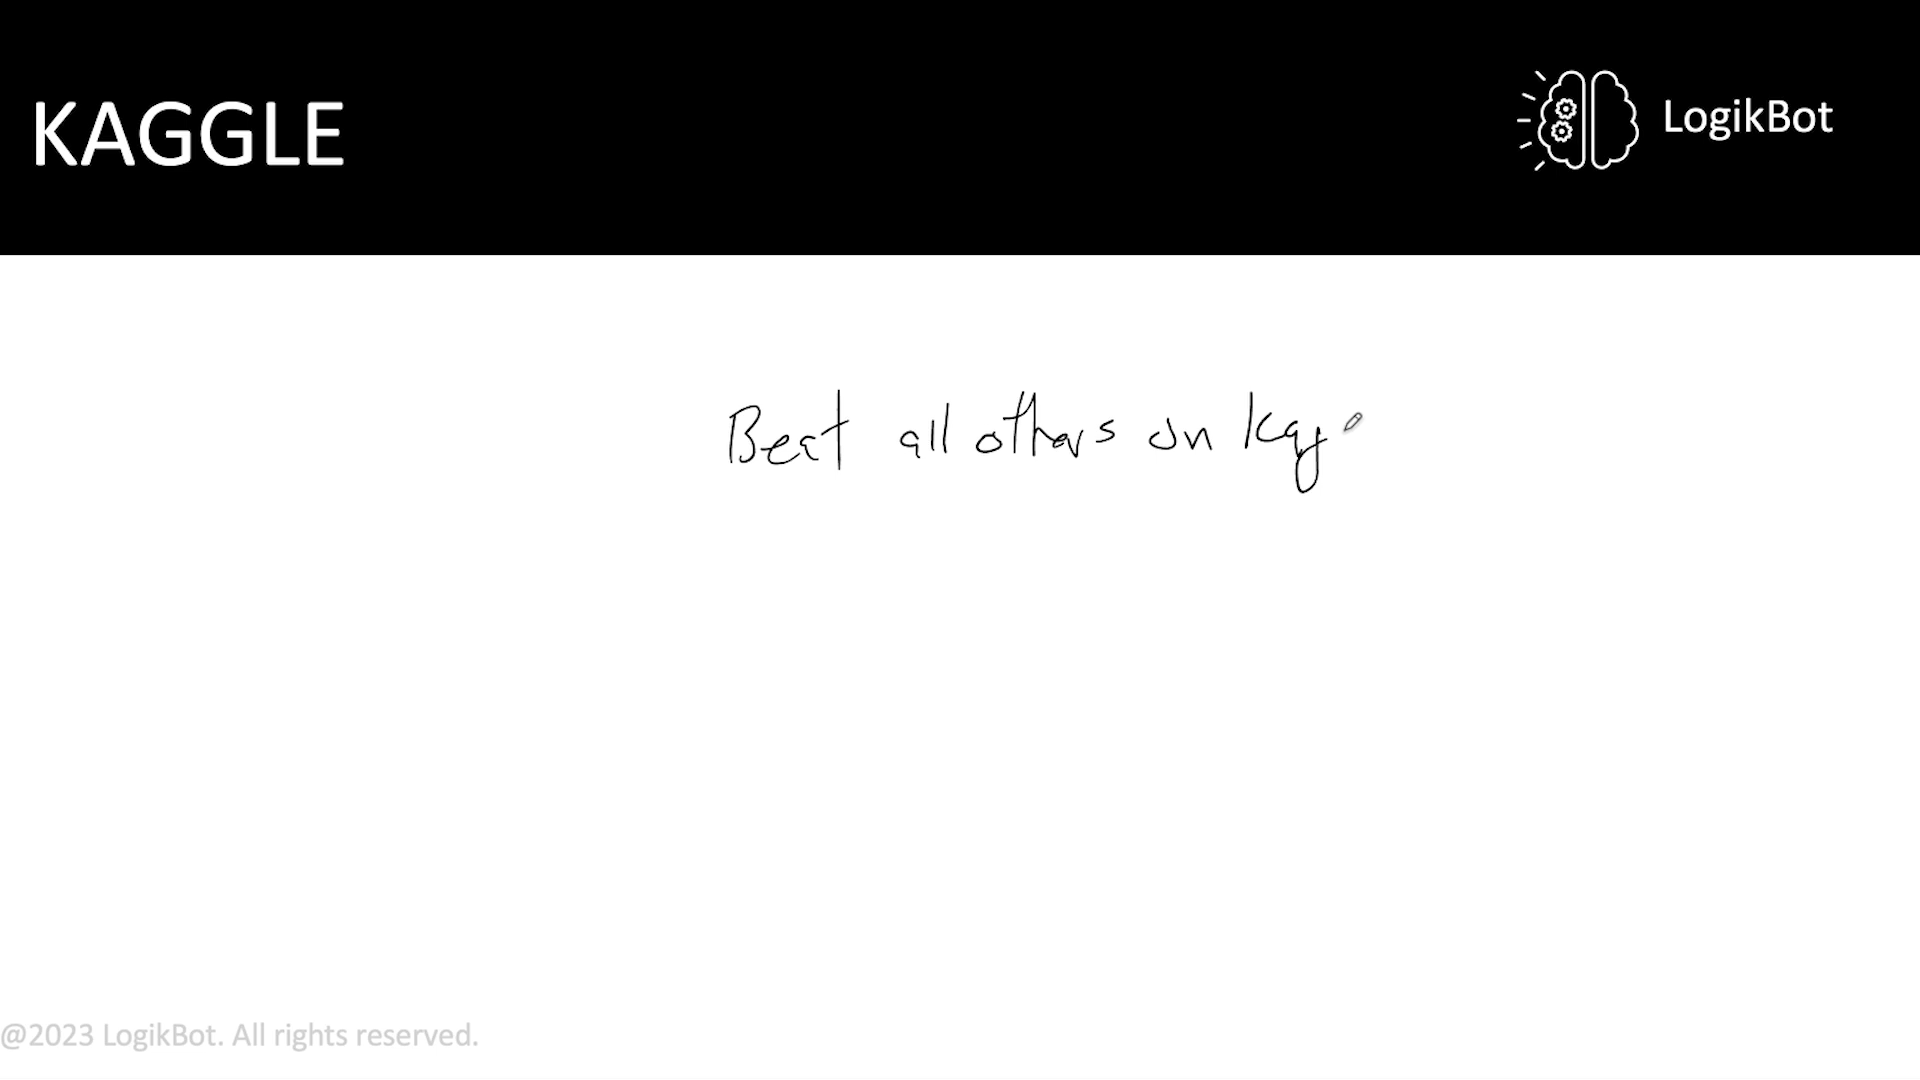 KAGGLE
LogikBot
Beat all others on Kag
@2023 LogikBot. All rights reserved.